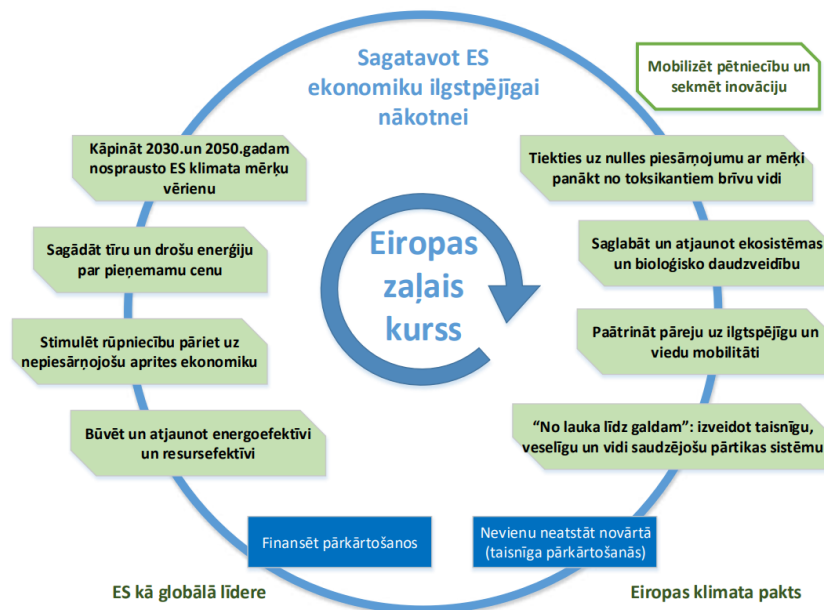 Sagatavot ES
ekonomiku ilgstpējīgai
nākotnei
Mobilizēt pētniecību un
sekmēt inovāciju
Kāpināt 2030.un 2050.gadam
nosprausto ES klimata mērķu
vērienu
Tiekties uz nulles piesārņojumu ar mērķi
panākt no toksikantiem brīvu vidi
Sagādāt tīru un drošu enerģiju
par pieņemamu cenu
Eiropas
zaļais
kurss
Saglabāt un atjaunot ekosistēmas
un bioloģisko daudzveidību
Stimulēt rūpniecību pāriet uz
nepiesārņojošu aprites ekonomiku
Paātrināt pāreju uz ilgtspējīgu un
viedu mobilitāti
Būvēt un atjaunot energoefektīvi
un resursefektīvi
“No lauka līdz galdam”: izveidot taisnīgu,
veselīgu un vidi saudzējošu pārtikas sistēmu
Finansēt pārkārtošanos
Nevienu neatstāt novārtā
(taisnīga pārkārtošanās)
ES kā globālā līdere
Eiropas klimata pakts